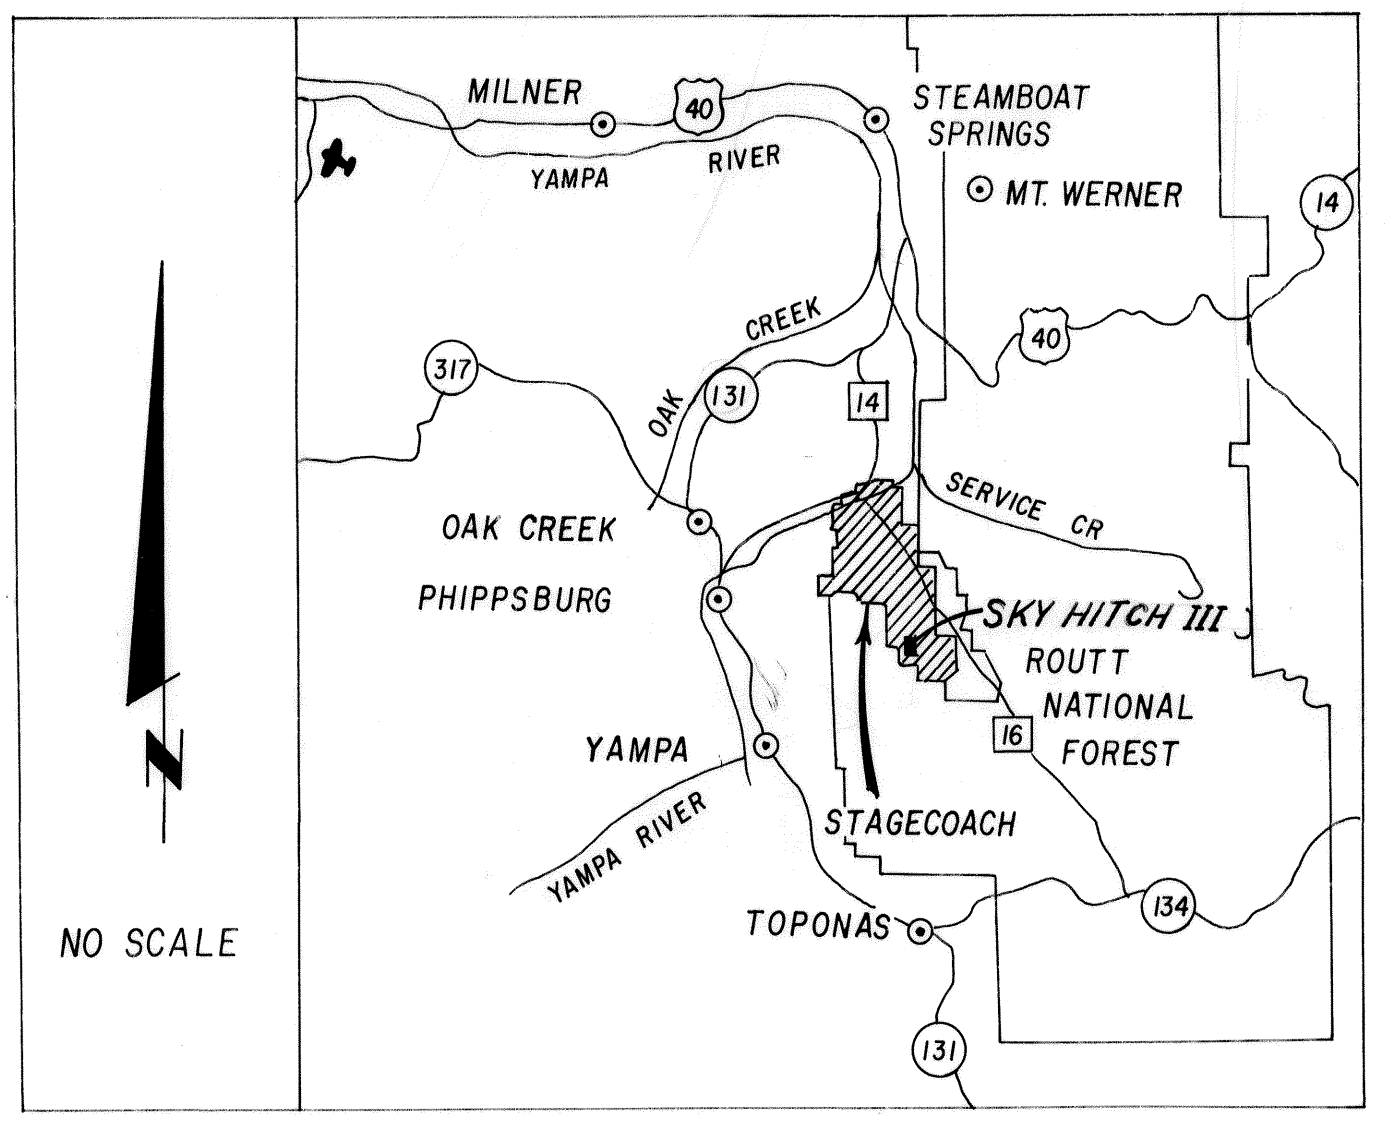 MILNER
40
STEAMBOAT
SPRINGS
YAMPA RIVER
MT. WERNER
14
OAK CREEK
40
317
131
14
SERVICE CR
OAK CREEK
PHIPPSBURG
SKY HITCH III
ROUTT
NATIONAL
FOREST
16
YAMPA
YAMPA RIVER
STAGECOACH
134
TOPONAS
131
N
NO SCALE